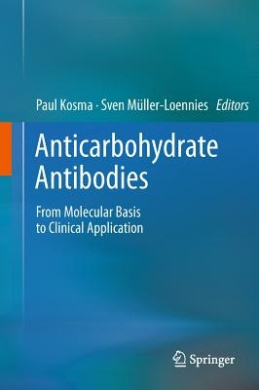 Paul Kosma · Sven Müller-Loennies Editors
Anticarbohydrate
Antibodies
From Molecular Basis
to Clinical Application
Springer